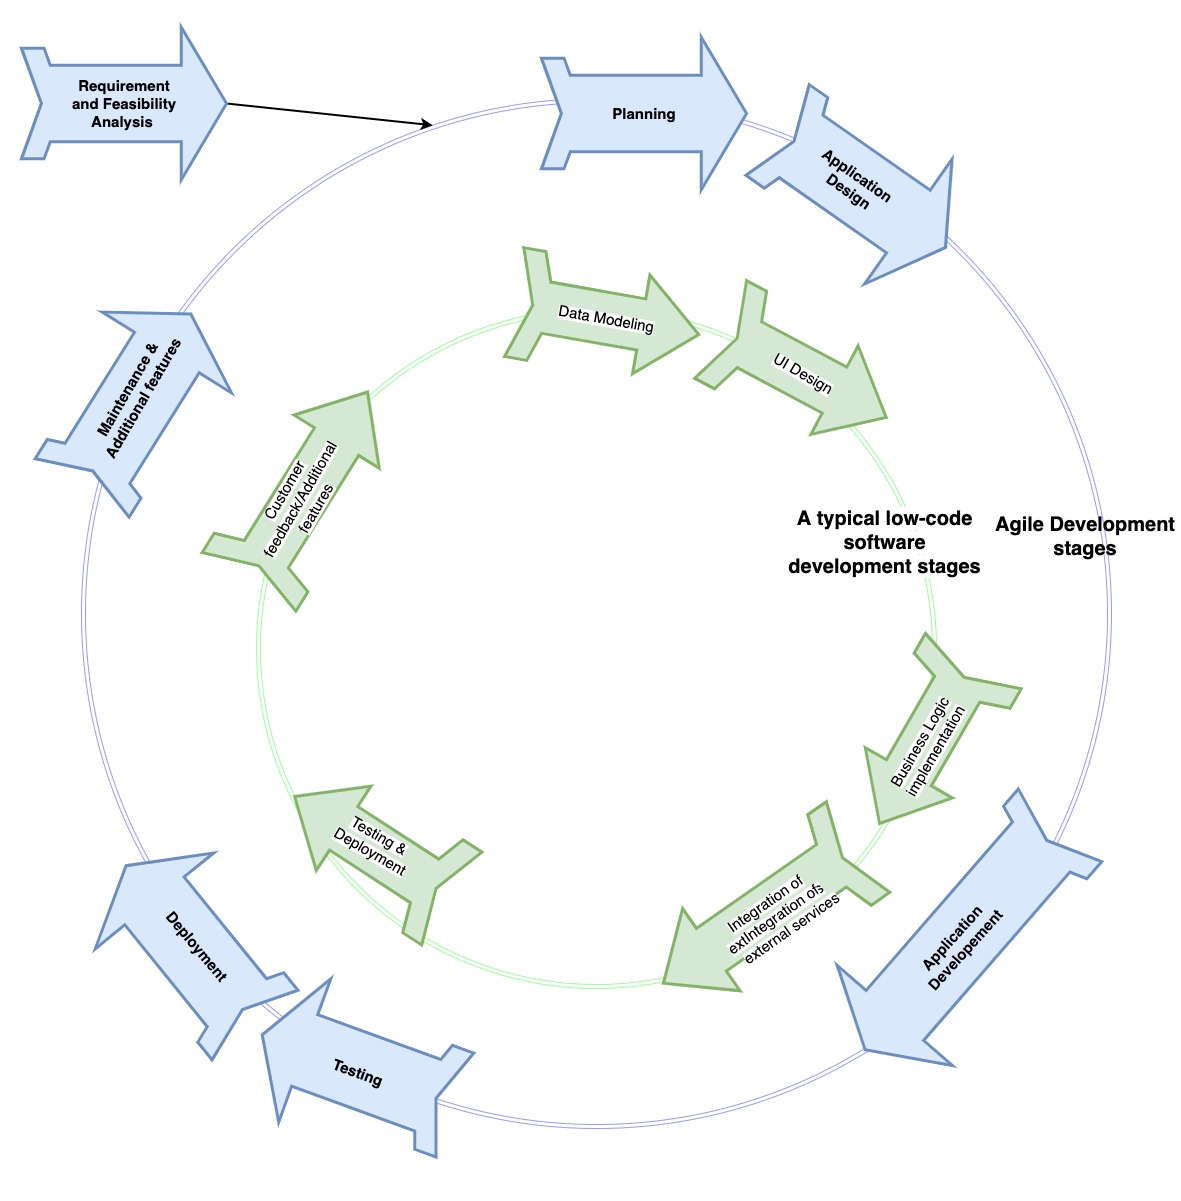 Requirement
and Feasibility
Analysis
Planning
Application
Design
Data Modeling
UI Design
A typical low-code
software
development stages
Agile Development
stages
Business Logic
implementation
Integration of
extIntegration ofs
external services
Application
Developement
Testing &
Deployment
Testing
Deployment
Customer
feedback/Additional
features
Maintenance &
Additional features